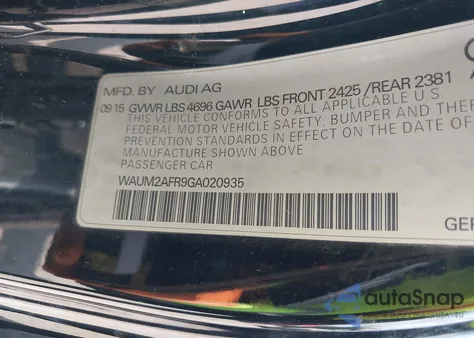 MFD. BY AUDI AG
09 15 GVWR LBS 4696 GAWR LBS FRONT 2425 /REAR 2381
THIS VEHICLE CONFORMS TO ALL APPLICABLE
FEDERAL MOTOR VEHICLE SAFETY, BUMPER AND THE
PREVENTION STANDARDS IN EFFECT ON THE DATE OF
MANUFACTURE SHOWN ABOVE
PASSENGER CAR
WAUM2AFR9GA020935
GER
autoSnap